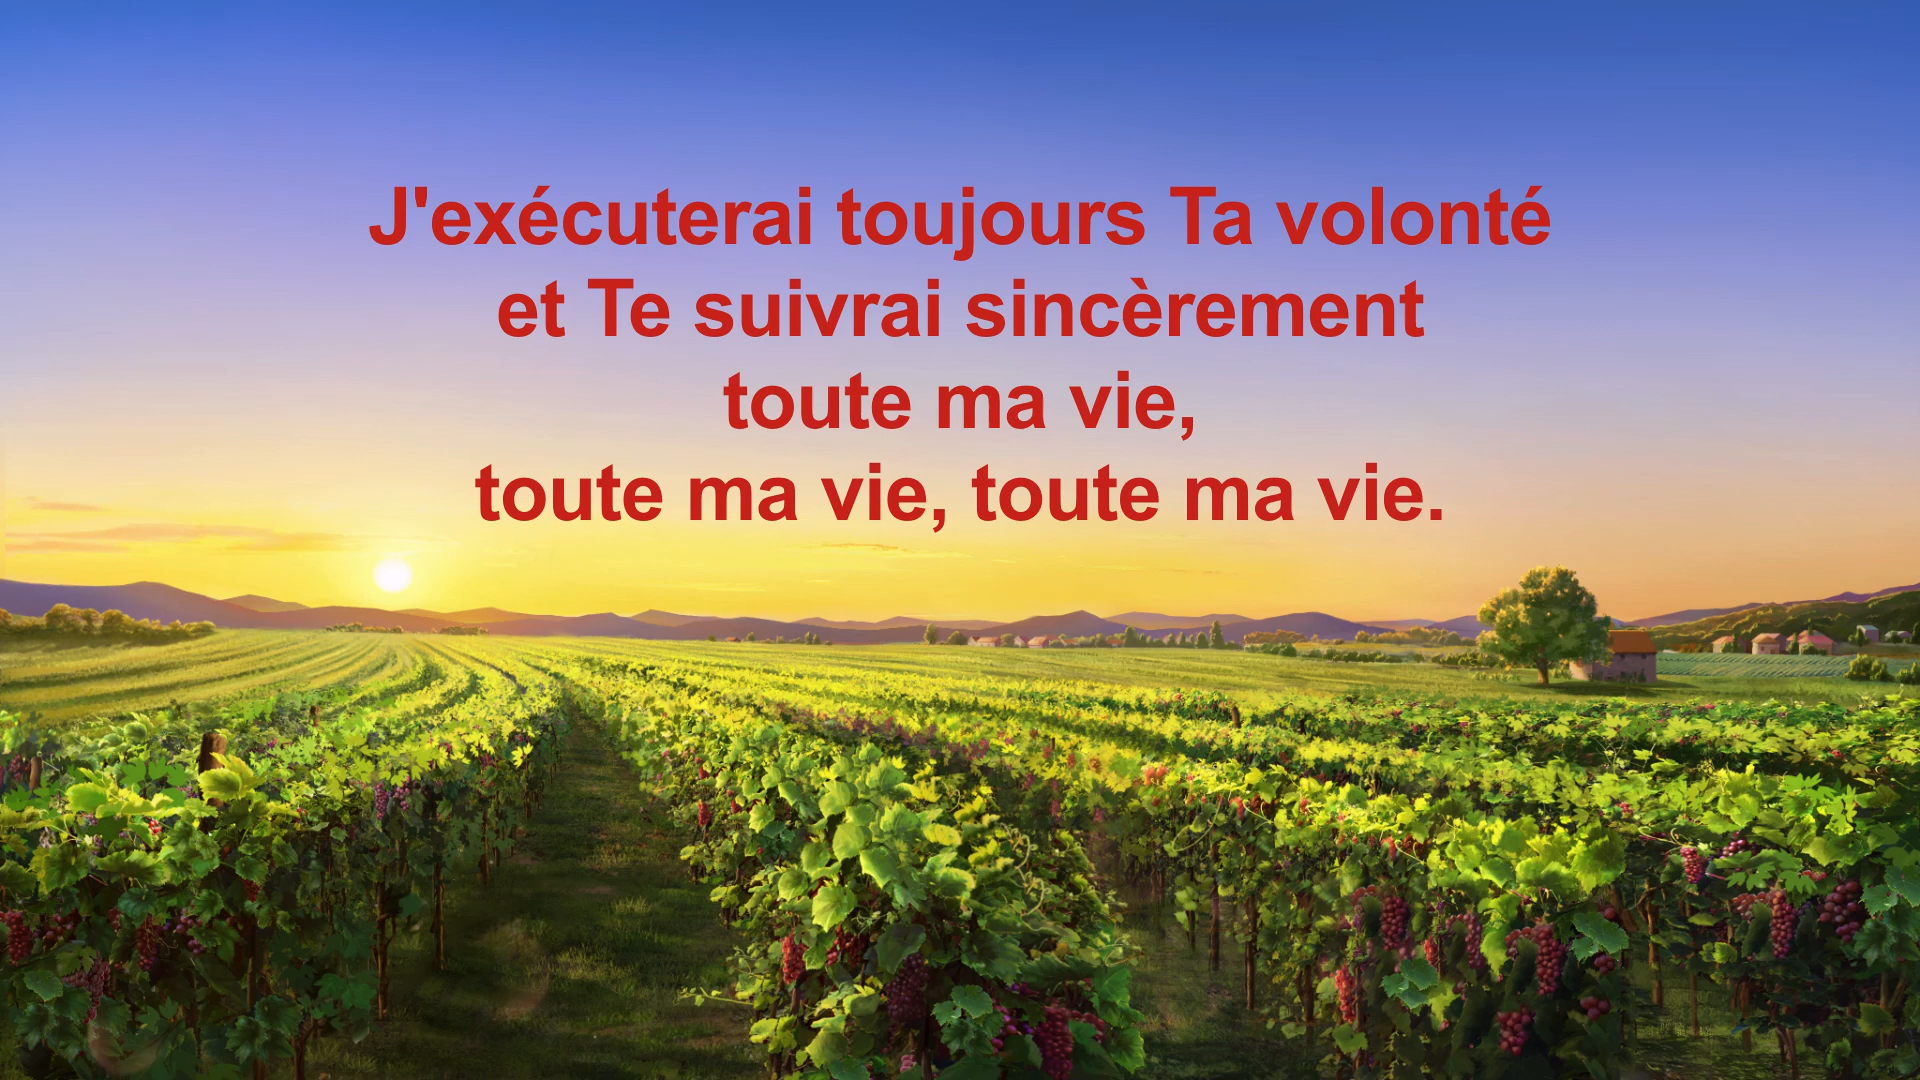 J'exécuterai toujours Ta volonté
et Te suivrai sincèrement
toute ma vie,
toute ma vie, toute ma vie.